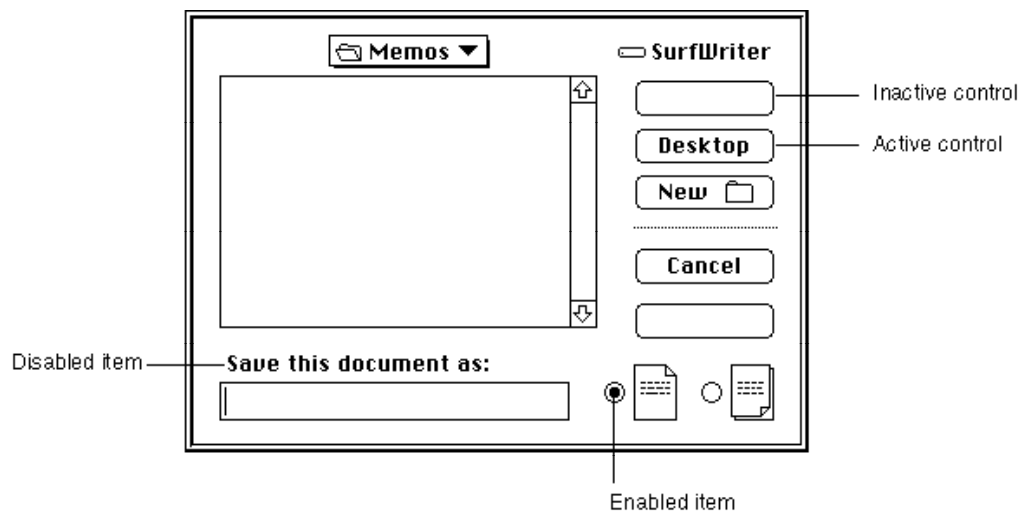 Memos
SurfWriter
Inactive control
Desktop
Active control
New
Cancel
Disabled item
Save this document as:
Enabled item